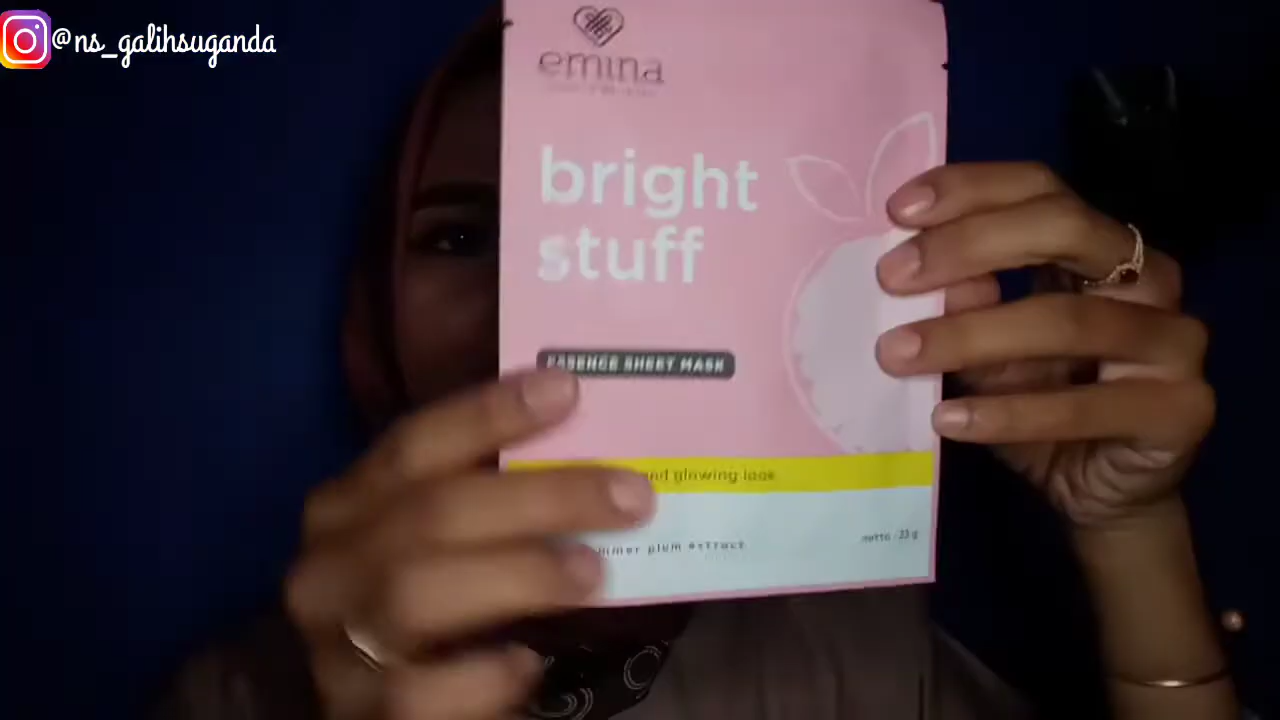 @ns_galihsuganda
emina
bright
stuff
ESSENCE SHEET MASK
and glowing look
summer plum extract
netto : 23 g